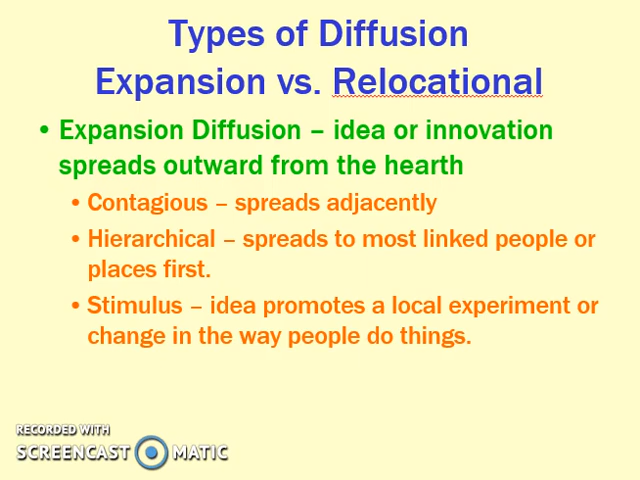 Types of Diffusion
Expansion vs. Relocational
• Expansion Diffusion – idea or innovation
spreads outward from the hearth
• Contagious – spreads adjacently
• Hierarchical – spreads to most linked people or
places first.
• Stimulus – idea promotes a local experiment or
change in the way people do things.
RECORDED WITH
SCREENCAST MATIC